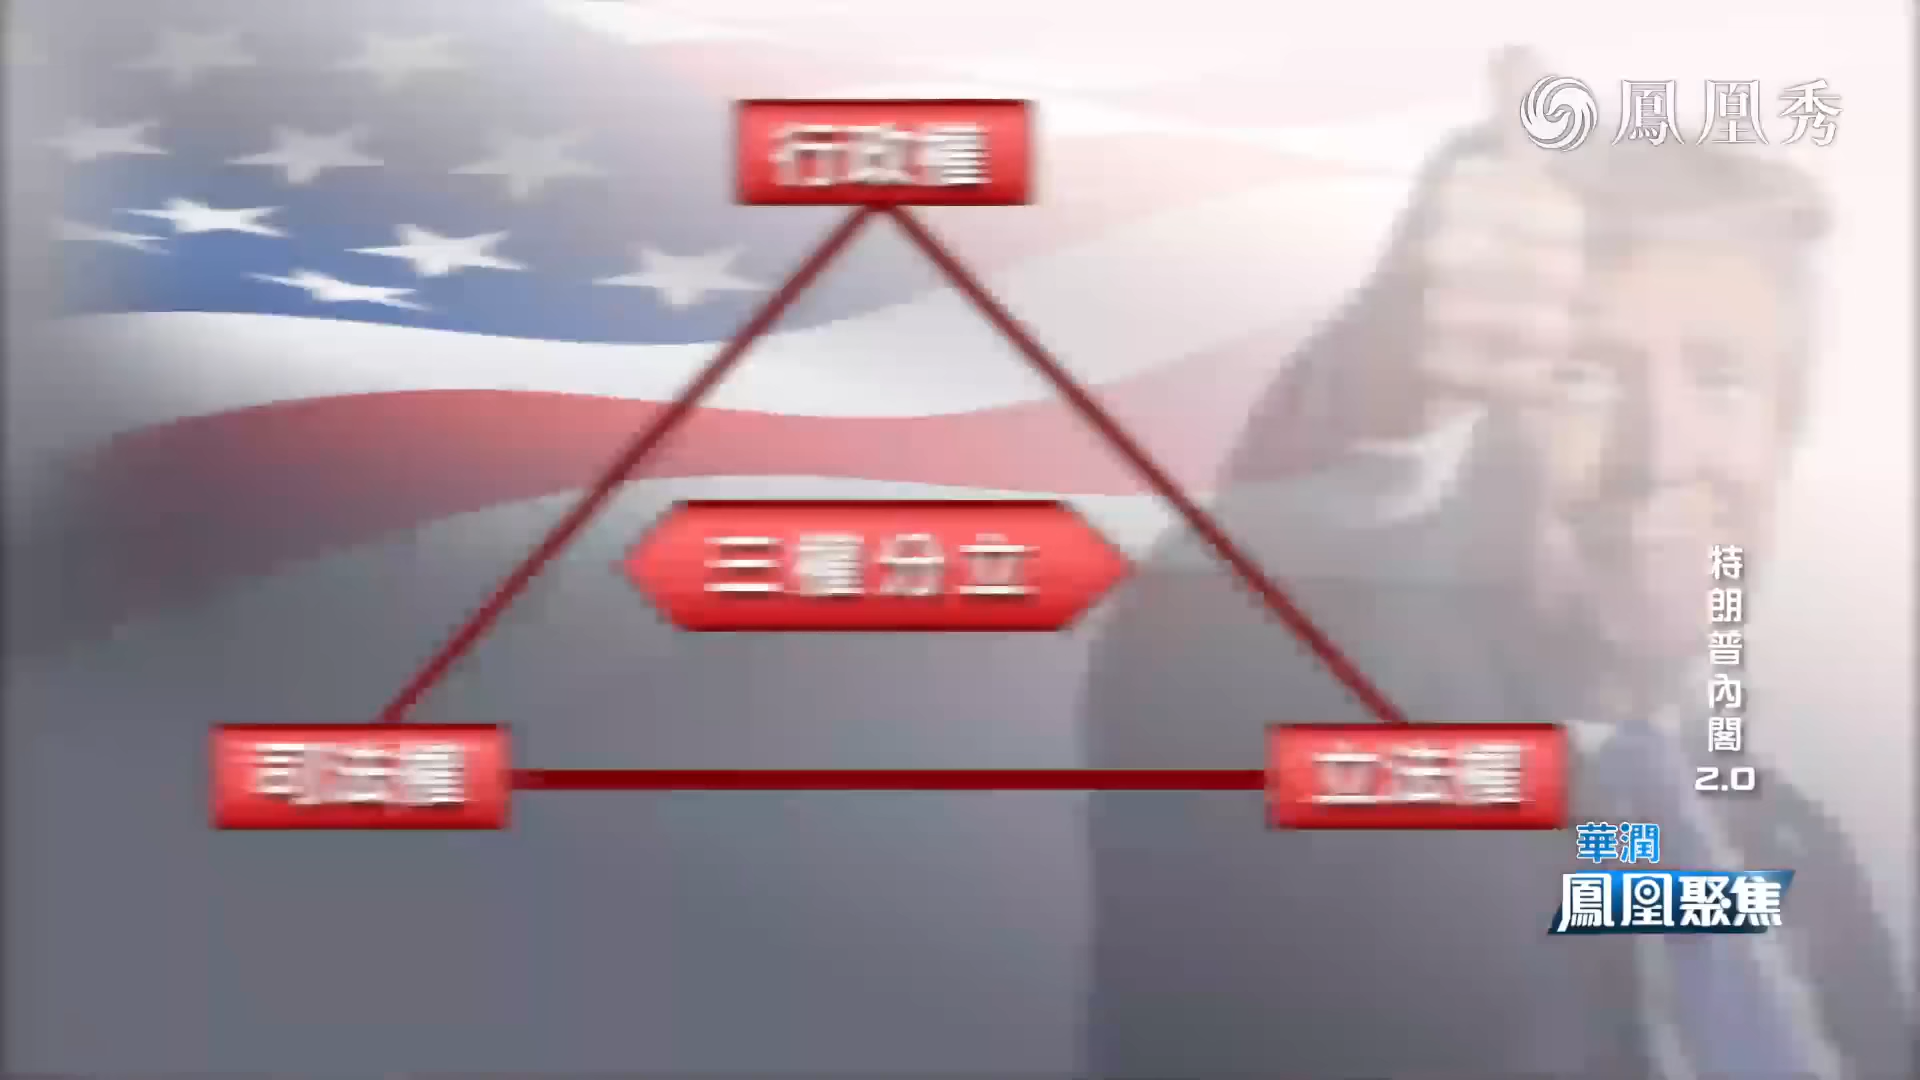 鳳凰秀
行政權
三權分立
司法權
立法權
特朗普內閣2.0
華潤
鳳凰聚焦